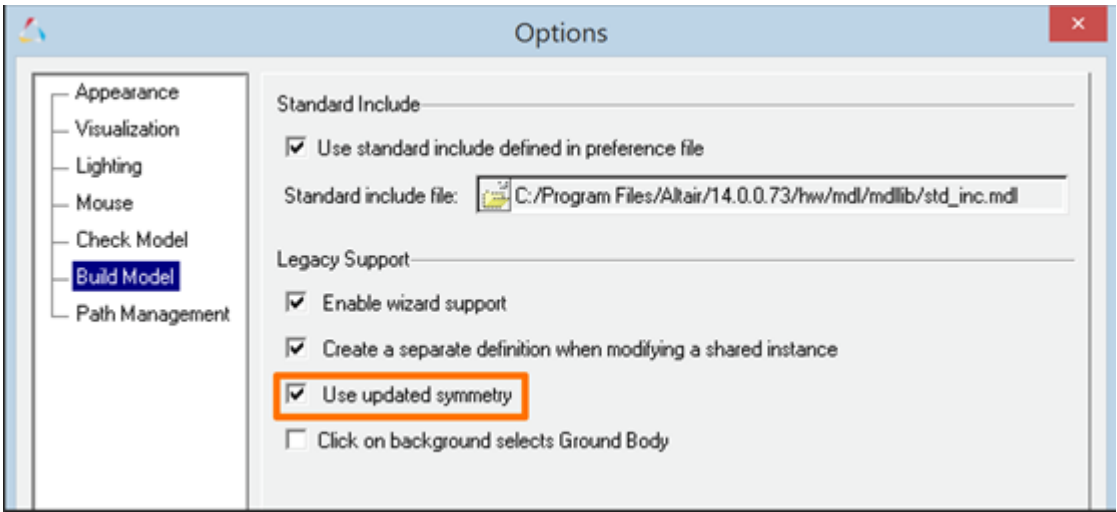 Options
Appearance
Visualization
Lighting
Mouse
Check Model
Build Model
Path Management
Standard Include
Use standard include defined in preference file
Standard include file: C:/Program Files/Altair/14.0.0.73/hw/mdl/mdllib/std_inc.mdl
Legacy Support
Enable wizard support
Create a separate definition when modifying a shared instance
Use updated symmetry
Click on background selects Ground Body